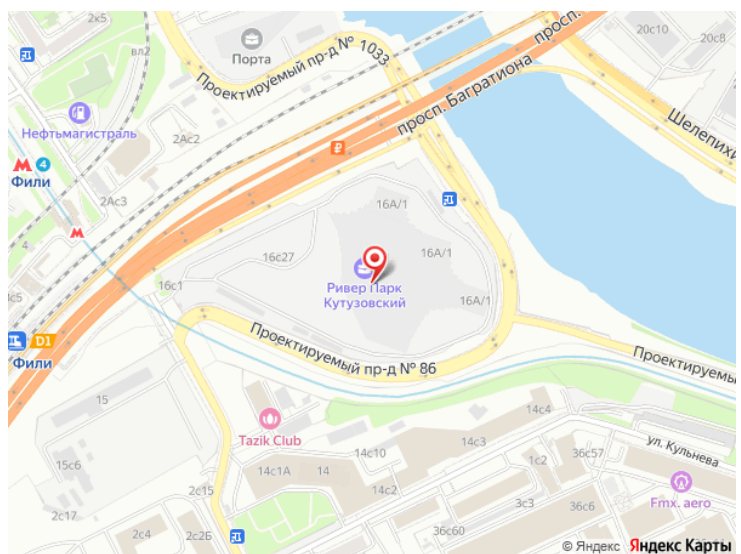 2к5
вл2
Порта
Проектируемый пр-д № 1033
просп. Багратиона
просп.
20с10
20с8
Шелепихи
Нефтьмагистраль
2Ас2
4
Фили
2Ас3
4
16А/1
16с27
16А/1
16с1
Ривер Парк
Кутузовский
16А/1
D1
Фили
Проектируемый пр-д № 86
Проектируемы
15
Tazik Club
14с4
14с3
ул. Кульнева
14с10
15с6
14с1А
14
36с57
1с2
2с15
14с2
Fmx. aero
3с3
36с6
2с17
2с4
2с2Б
36с60
© Яндекс Яндекс Карты